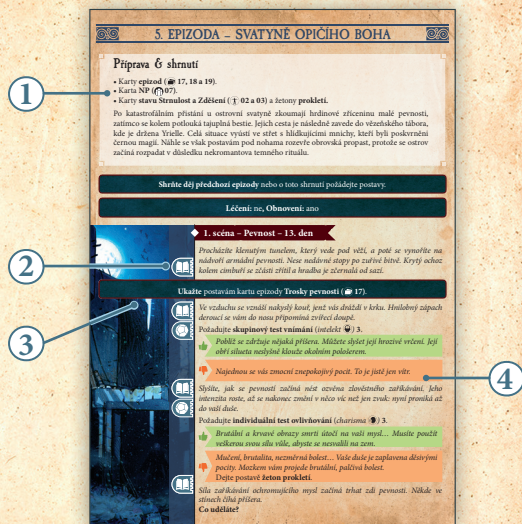 5. EPIZODA – SVATYNĚ OPIČÍHO BOHA
Příprava & shrnutí
• Karty epizod (17, 18 a 19).
• Karta NP (07).
• Karty stavu Strnulost a Zděšení (02 a 03) a žetony prokletí.
Po katastrofálním přistání u ostrovní svatyně zkoumají hrdinové zříceninu malé pevnosti,
zatímco se kolem potlouká tajuplná bestie. Jejich cesta je následně zavede do vězeňského tábora,
kde je držena Yrielle. Celá situace vyústí ve střet s hlídkujícími mnichy, kteří byli poskvrněni
černou magií. Náhle se však postavám pod nohama rozevře obrovská propast, protože se ostrov
začíná rozpadat v důsledku nekromantova temného rituálu.
Shrňte děj předchozí epizody nebo o toto shrnutí požádejte postavy.
Léčení: ne, Obnovení: ano
1. scéna – Pevnost – 13. den
Procházíte klenutým tunelem, který vede pod věží, a poté se vynoříte na
nádvoří armádní pevnosti. Nese nedávné stopy po zuřivé bitvě. Krytý ochoz
kolem cimbuří se zčásti zřítil a hradba je zčernalá od sazí.
Ukažte postavám kartu epizody Trosky pevnosti (17).
Ve vzduchu se vznáší nakyslý kouř, jenž vás dráždí v krku. Hnilobný zápach
deroucí se vám do nosu připomíná zvířecí doupě.
Požadujte skupinový test vnímání (intelekt) 3.
Poblíž se zdržuje nějaká příšera. Můžete slyšet její hrozivé vrčení. Její
obří silueta neslyšně klouže okolním pološerem.
Najednou se vás zmocní znepokojivý pocit. To je jistě jen vítr.
Slyšíte, jak se pevností začíná nést ozvěna zlověstného zaříkávání. Jeho
intenzita roste, až se nakonec změní v něco víc než jen zvuk: nyní proniká až
do vaší duše.
Požadujte individuální test ovlivňování (charisma) 3.
Brutální a krvavé obrazy smrti útočí na vaši mysl… Musíte použít
veškerou svou sílu vůle, abyste se nesvalili na zem.
Mučení, brutalita, nezměrná bolest… Vaše duše je zaplavena děsivými
pocity. Mozkem vám projede brutální, palčivá bolest.
Dejte postavě žeton prokletí.
Síla zaříkávání ochromujícího mysl začíná trhat zdi pevnosti. Někde ve
stínech číhá příšera.
Co uděláte?
1
2
3
4